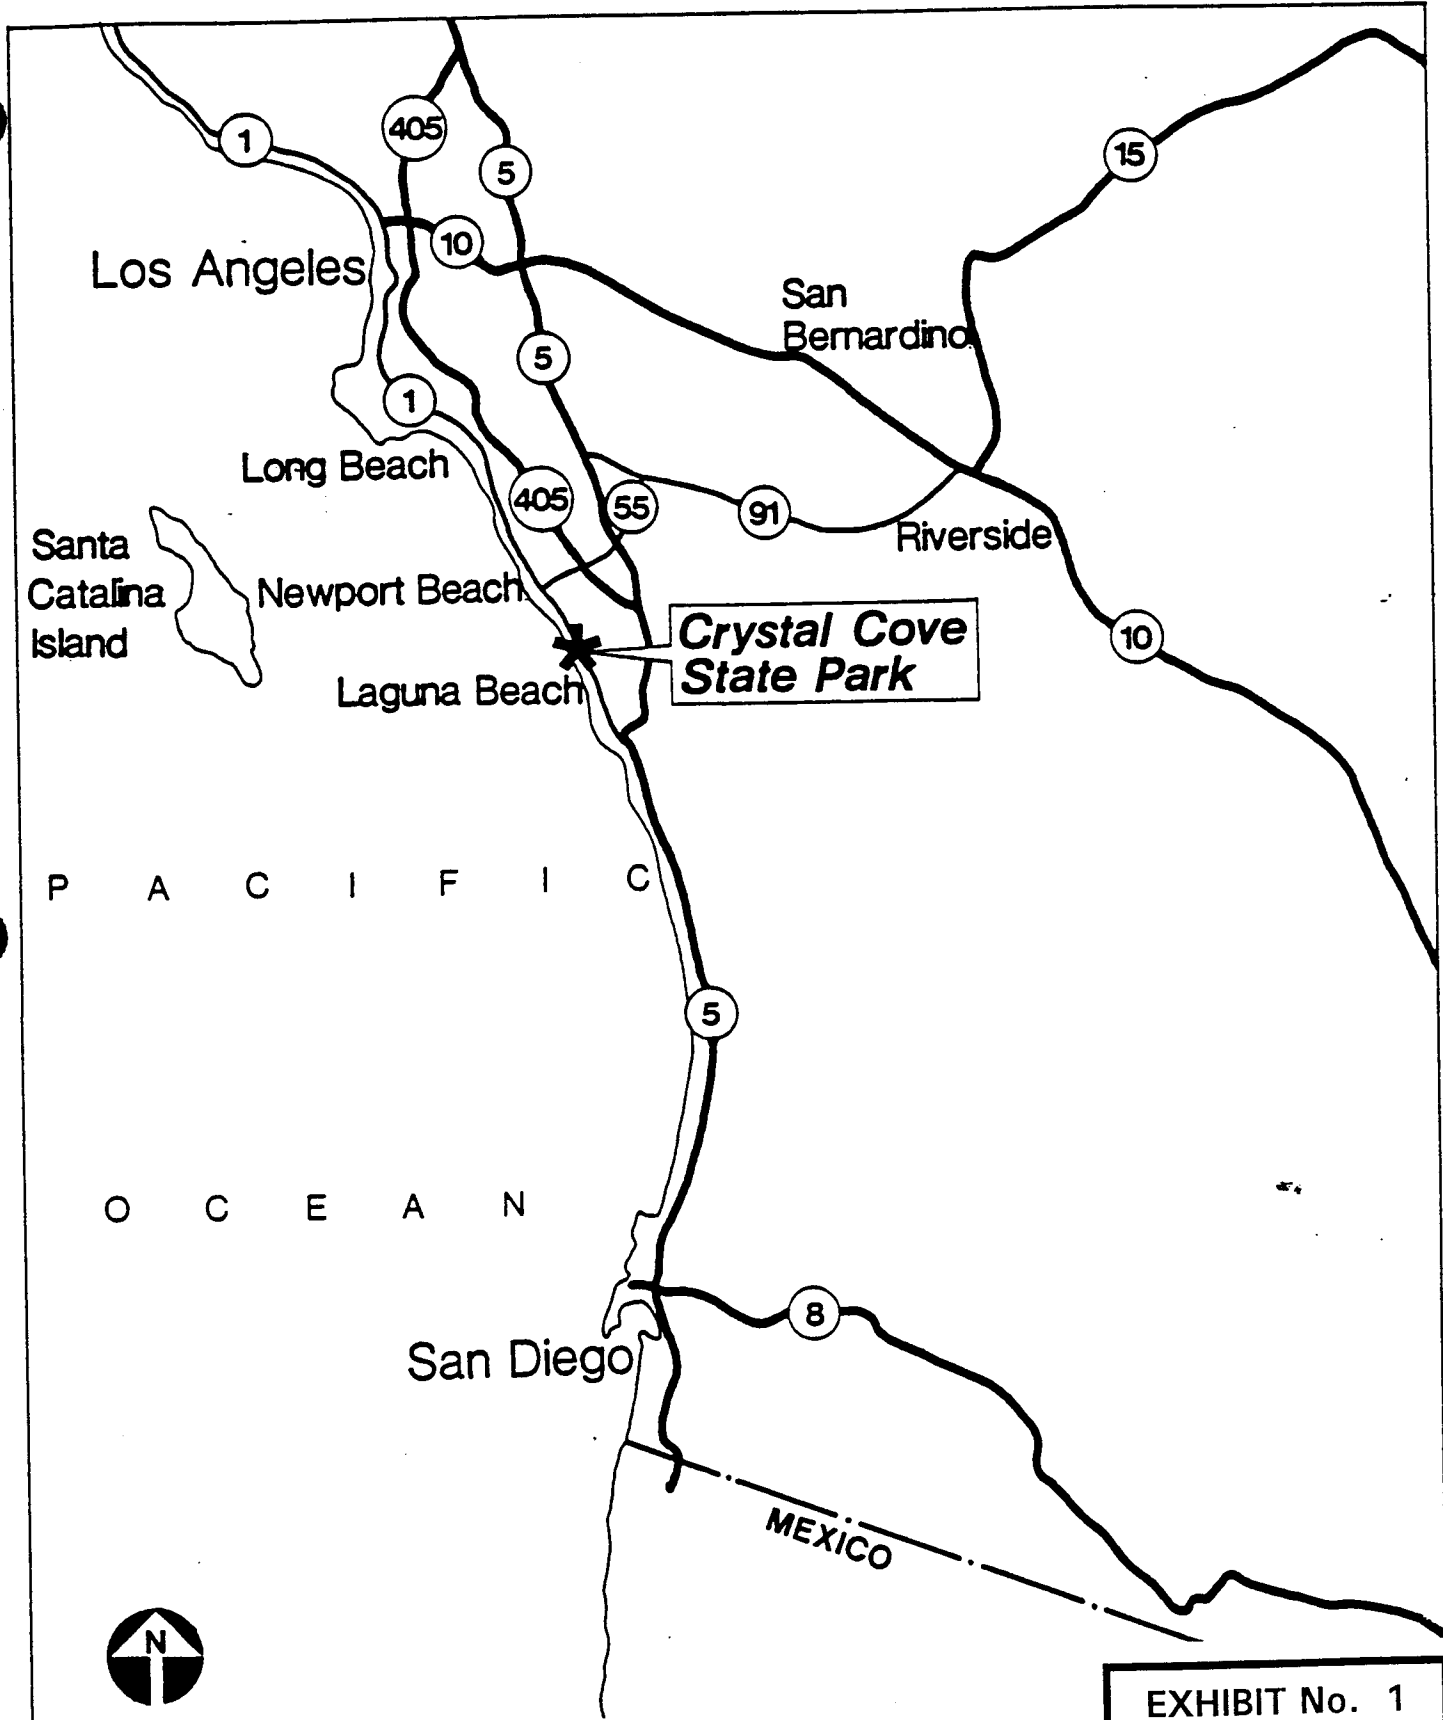 405
1
5
15
10
Los Angeles
San
Bernardino
5
1
Long Beach
405
55
91
Riverside
Santa
Catalina
Island
Newport Beach
Crystal Cove
State Park
10
Laguna Beach
P A C I F I C
5
O C E A N
8
San Diego
MEXICO
N
EXHIBIT No. 1